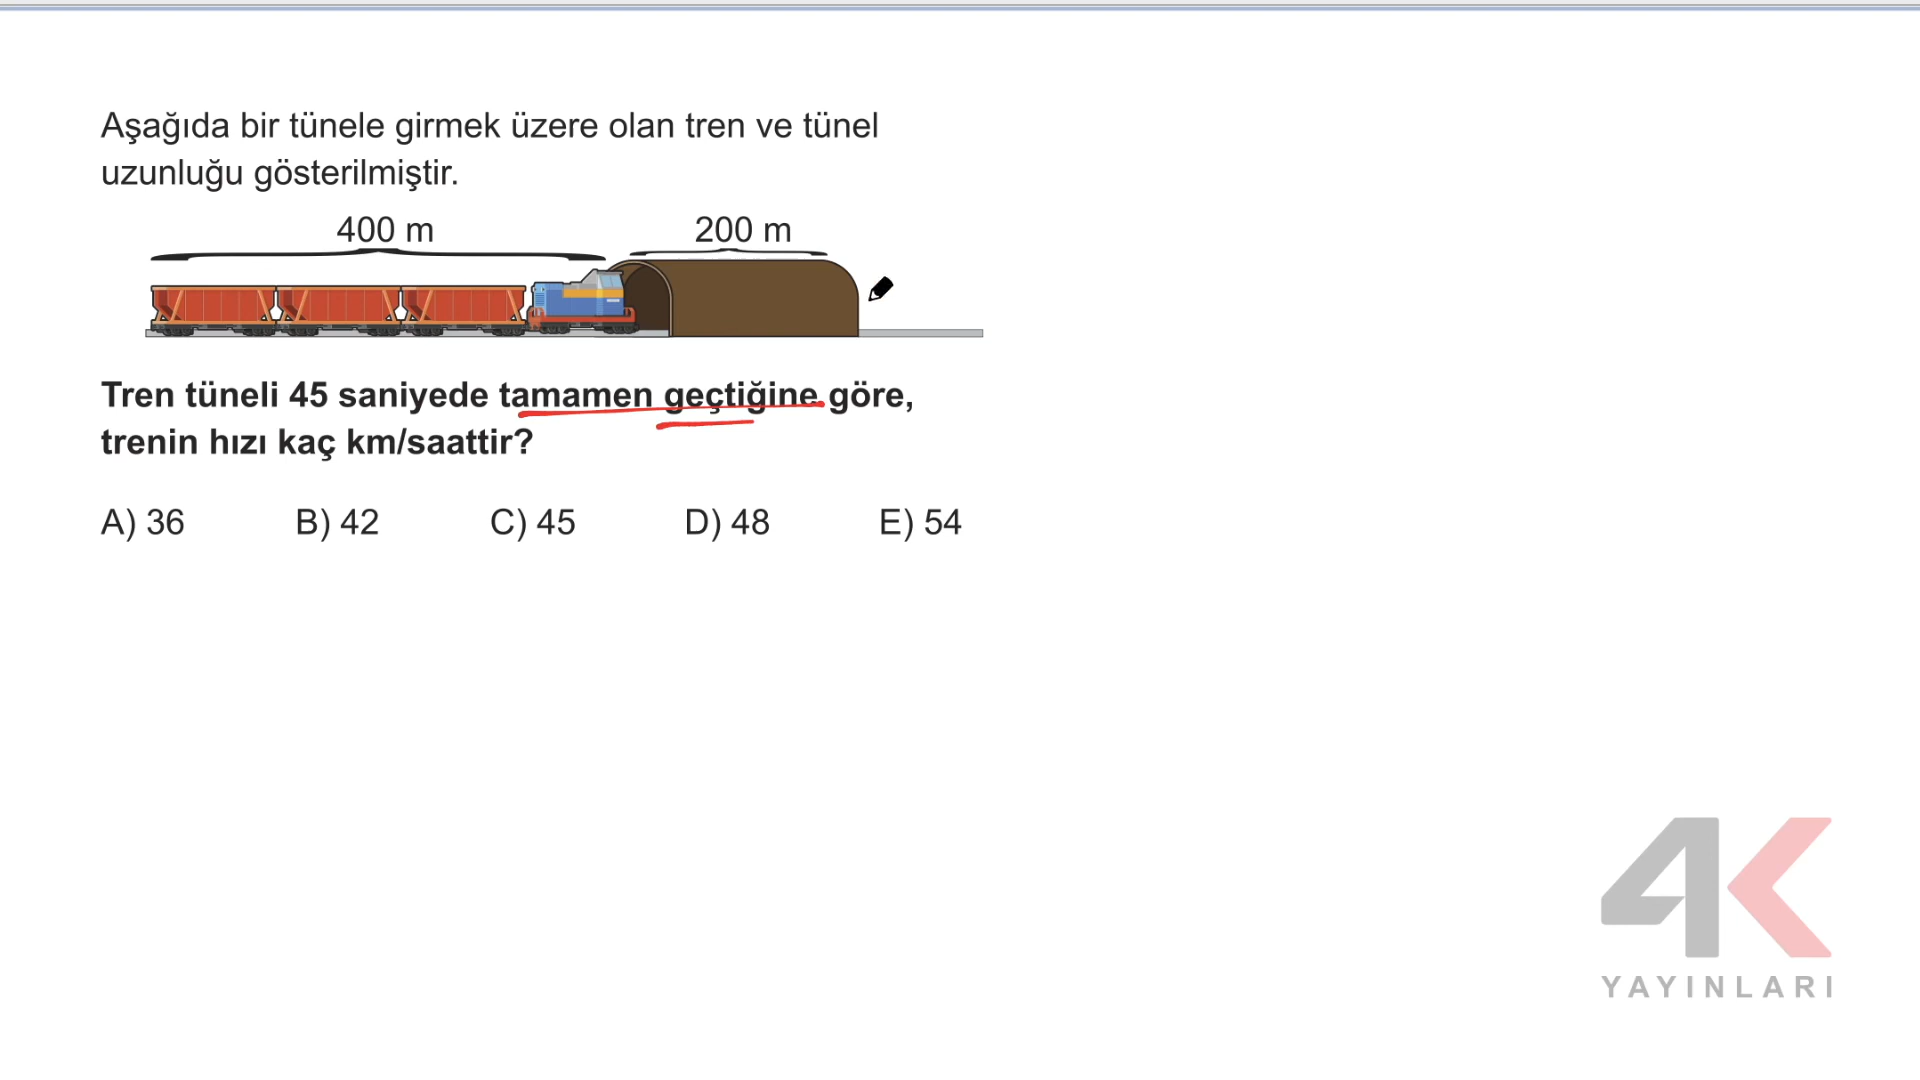 Aşağıda bir tünele girmek üzere olan tren ve tünel
uzunluğu gösterilmiştir.
400 m 200 m
Tren tüneli 45 saniyede tamamen geçtiğine göre,
trenin hızı kaç km/saattir?
A) 36 B) 42 C) 45 D) 48 E) 54
4K
YAYINLARI